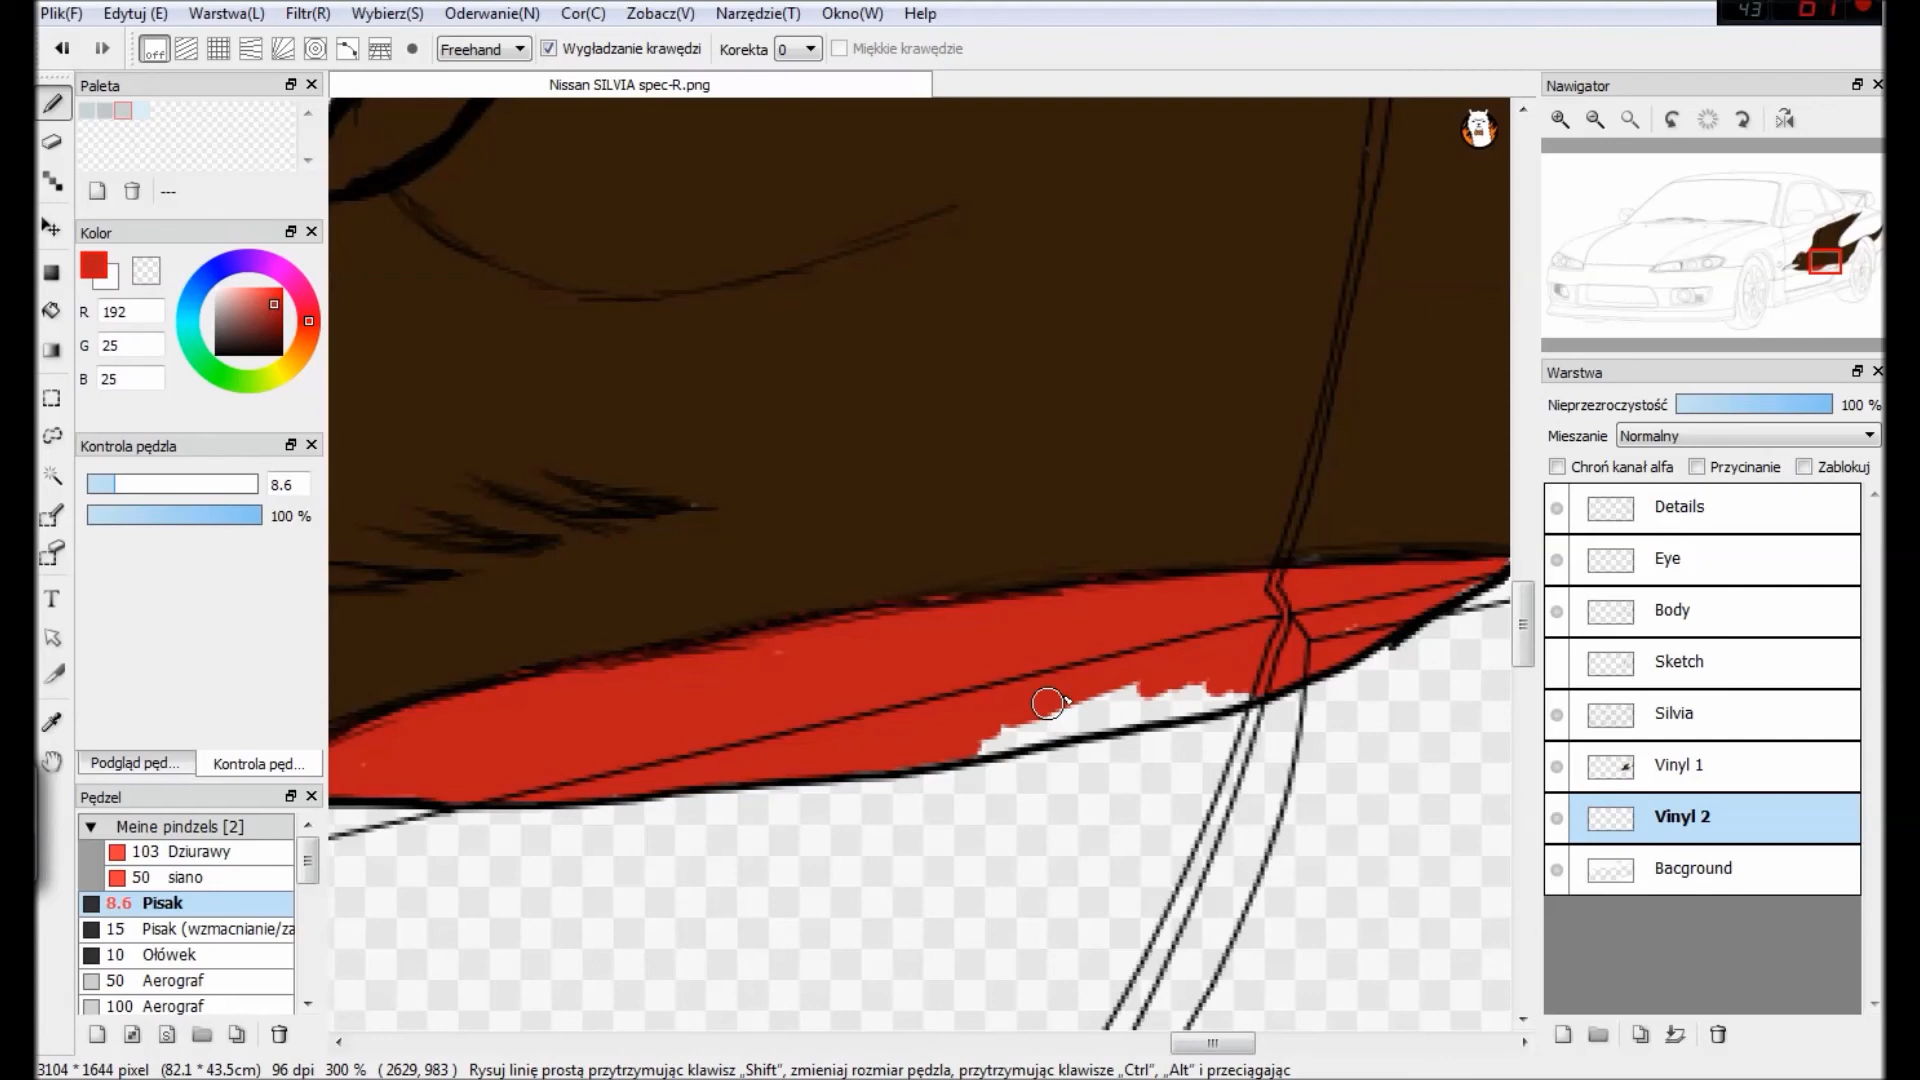 Plik(F) Edytuj (E) Warstwa(L) Filtr(R) Wybierz(S) Oderwanie(N) Cor(C) Zobacz(V) Narzędzie(T) Okno(W) Help
43 01
off Freehand Wygładzanie krawędzi Korekta 0 Miękkie krawędzie
Paleta
Nissan SILVIA spec-R.png
Nawigator
---
Kolor
R 192
G 25
B 25
Warstwa
Nieprzezroczystość 100 %
Mieszanie Normalny
Chroń kanał alfa Przycinanie Zablokuj
Kontrola pędzla
8.6
100 %
Details
Eye
Body
Sketch
Silvia
Vinyl 1
Vinyl 2
Bacground
T
Podgląd pęd... Kontrola pęd...
Pędzel
Meine pindzels [2]
103 Dziurawy
50 siano
8.6 Pisak
15 Pisak (wzmacnianie/za
10 Ołówek
50 Aerograf
100 Aerograf
3104 * 1644 pixel (82.1 * 43.5cm) 96 dpi 300 % ( 2629, 983 ) Rysuj linię prostą przytrzymując klawisz „Shift”, zmieniaj rozmiar pędzla, przytrzymując klawisze „Ctrl”, „Alt” i przeciągając